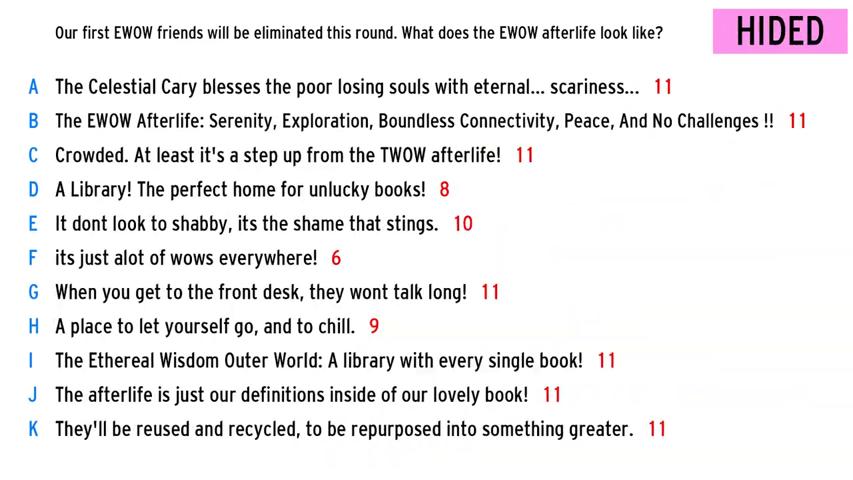 Our first EWOW friends will be eliminated this round. What does the EWOW afterlife look like?
HIDED
A The Celestial Cary blesses the poor losing souls with eternal... scariness... 11
B The EWOW Afterlife: Serenity, Exploration, Boundless Connectivity, Peace, And No Challenges !! 11
C Crowded. At least it's a step up from the TWOW afterlife! 11
D A Library! The perfect home for unlucky books! 8
E It dont look to shabby, its the shame that stings. 10
F its just alot of wows everywhere! 6
G When you get to the front desk, they wont talk long! 11
H A place to let yourself go, and to chill. 9
I The Ethereal Wisdom Outer World: A library with every single book! 11
J The afterlife is just our definitions inside of our lovely book! 11
K They'll be reused and recycled, to be repurposed into something greater. 11